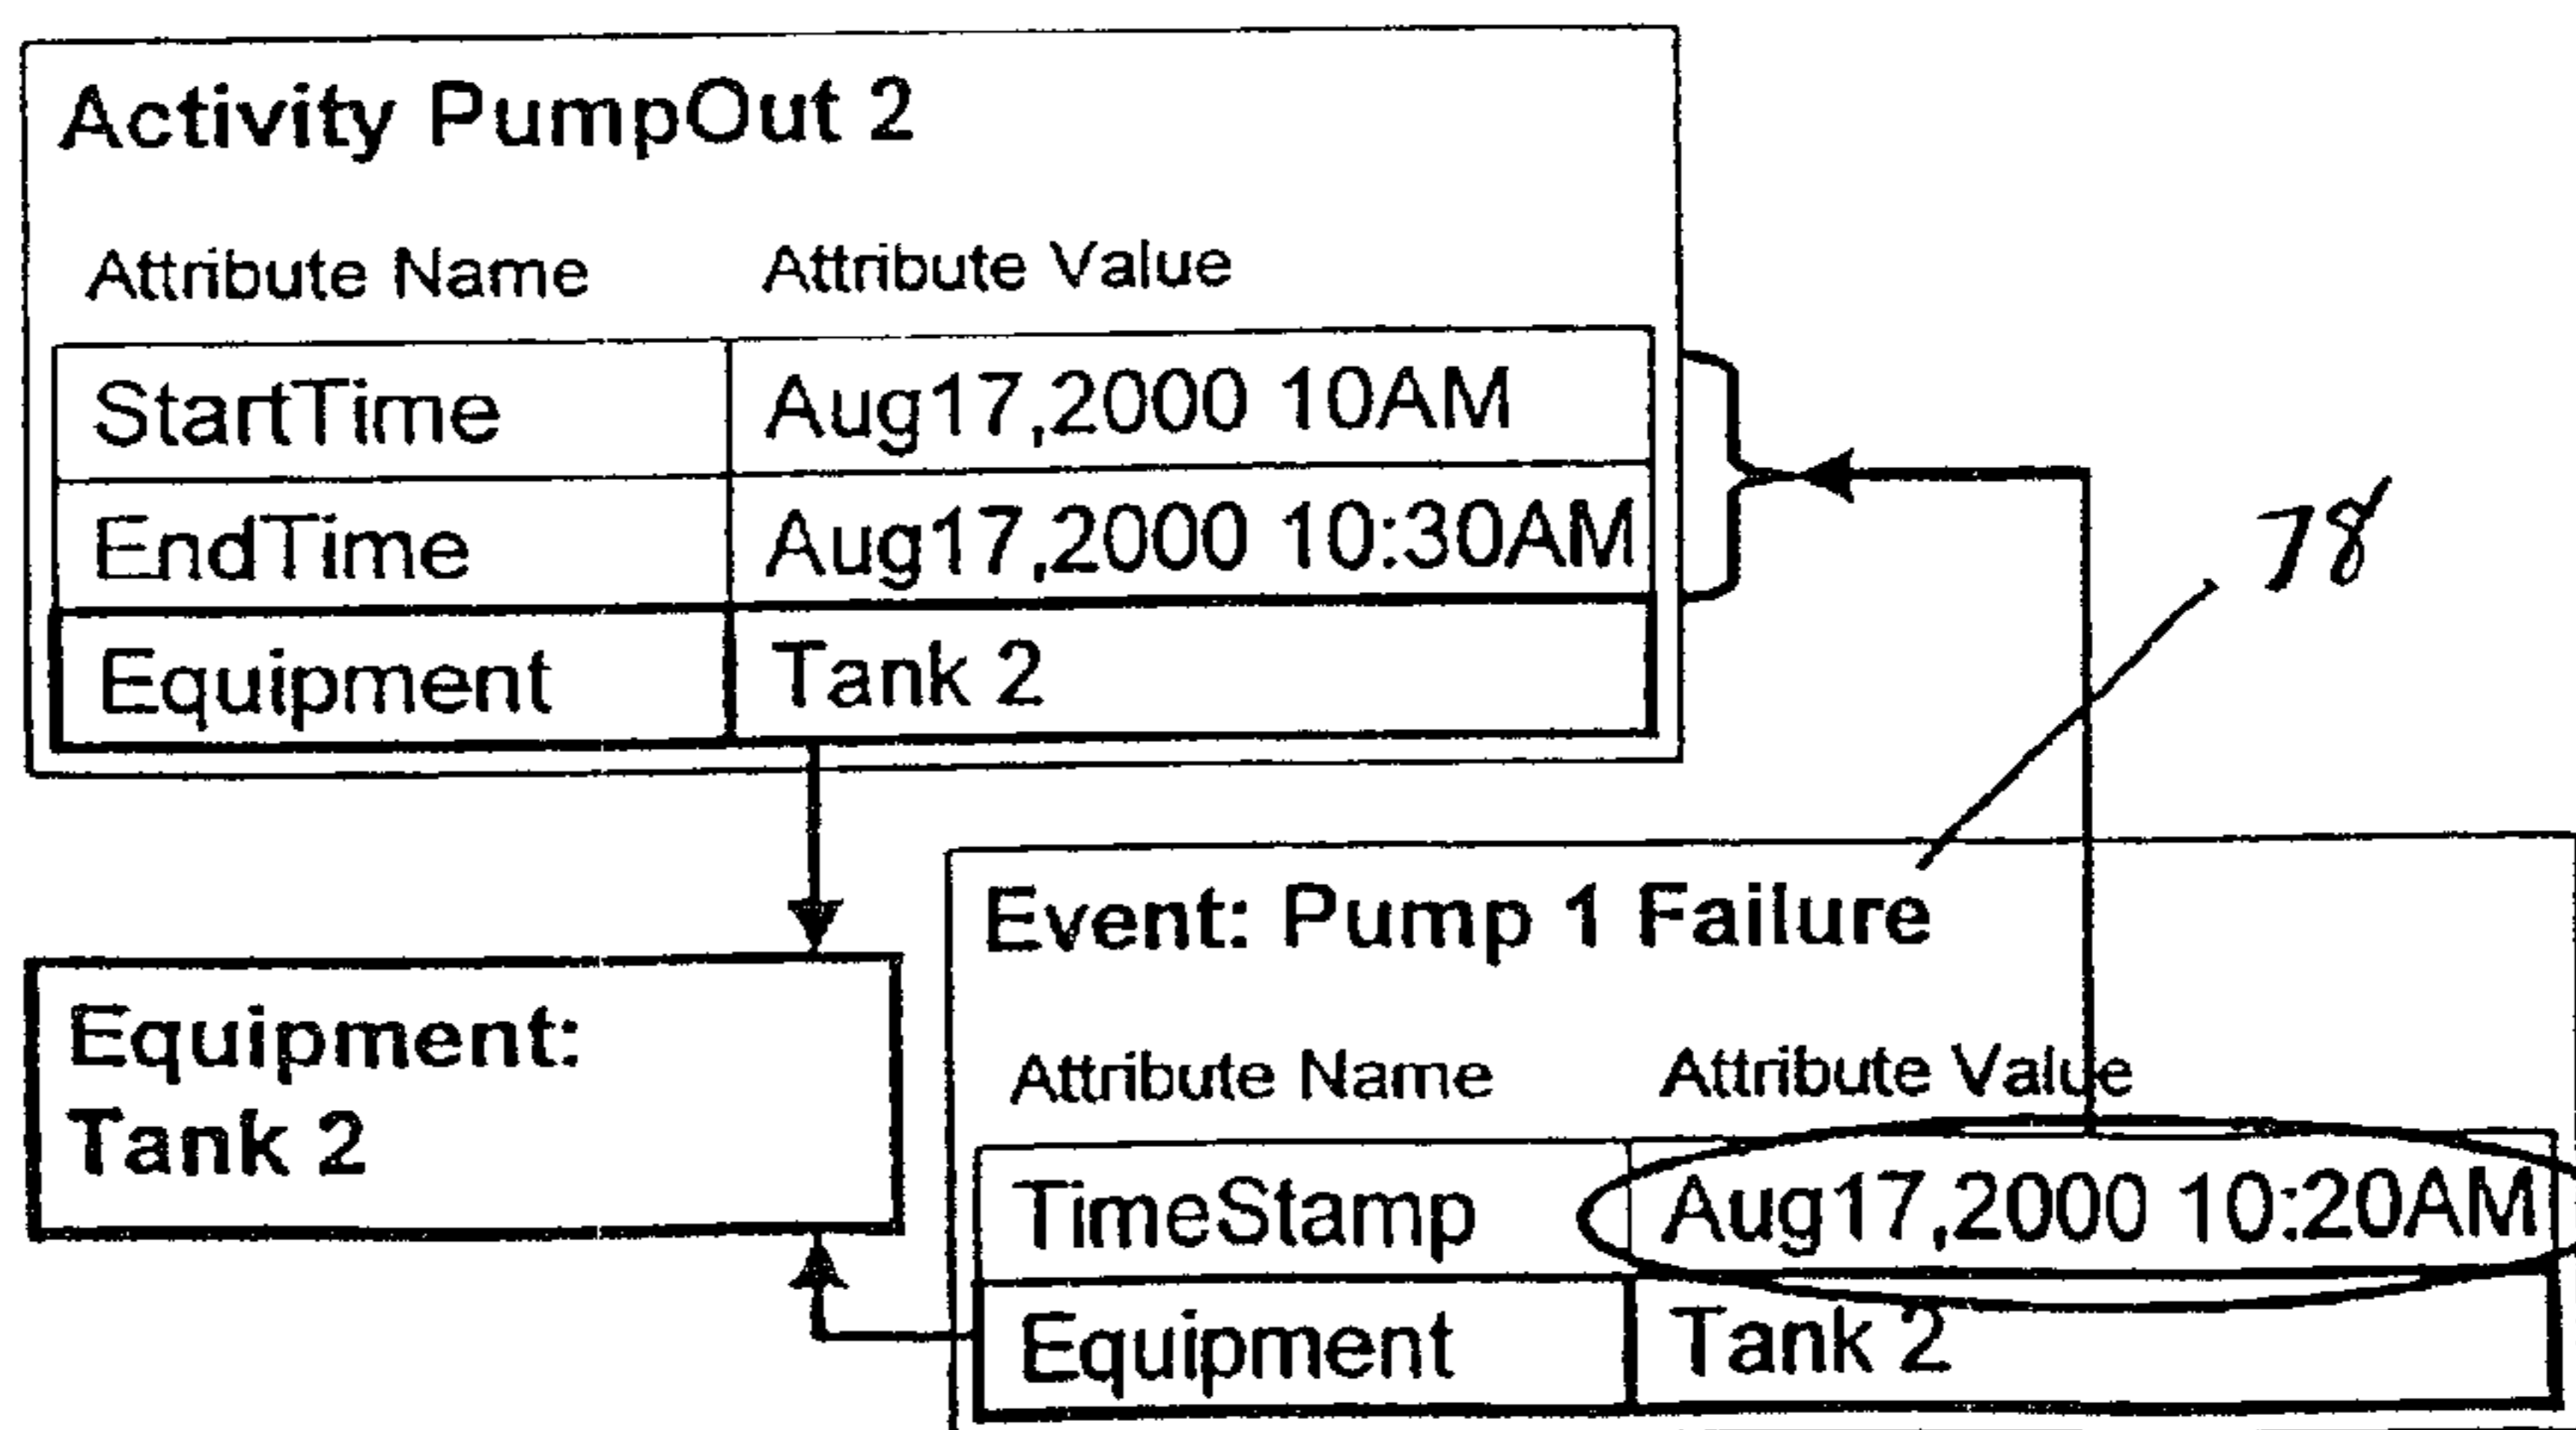 Activity PumpOut 2
Attribute Name Attribute Value
StartTime Aug17,2000 10AM
EndTime Aug17,2000 10:30AM
Equipment Tank 2
78
Equipment:
Tank 2
Event: Pump 1 Failure
Attribute Name Attribute Value
TimeStamp Aug17,2000 10:20AM
Equipment Tank 2